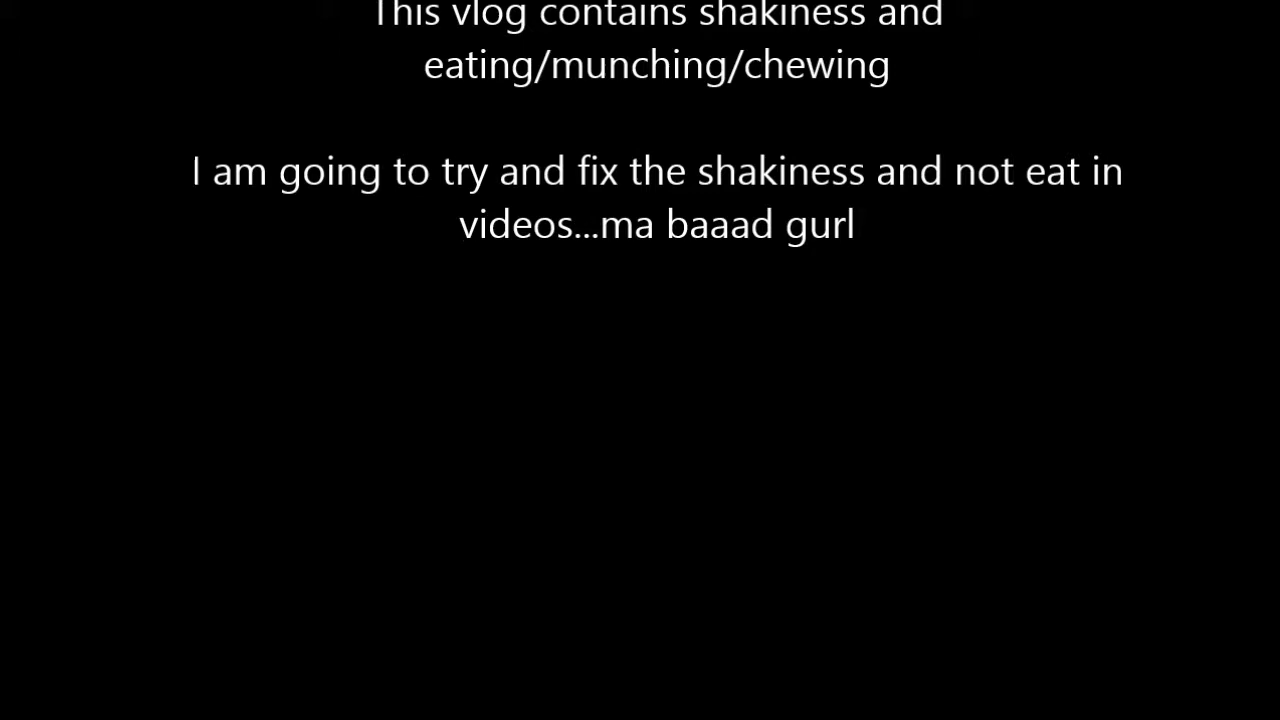 This vlog contains shakiness and
eating/munching/chewing
I am going to try and fix the shakiness and not eat in
videos...ma baaad gurl